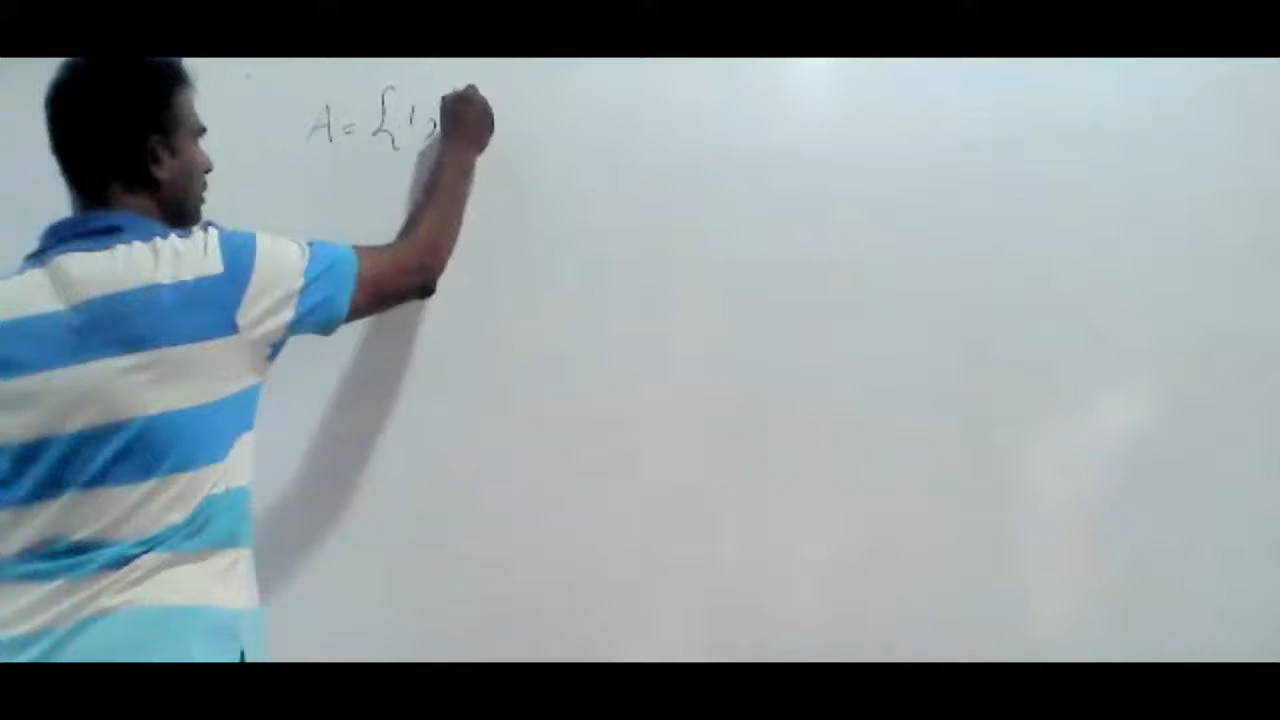 A = { 1,